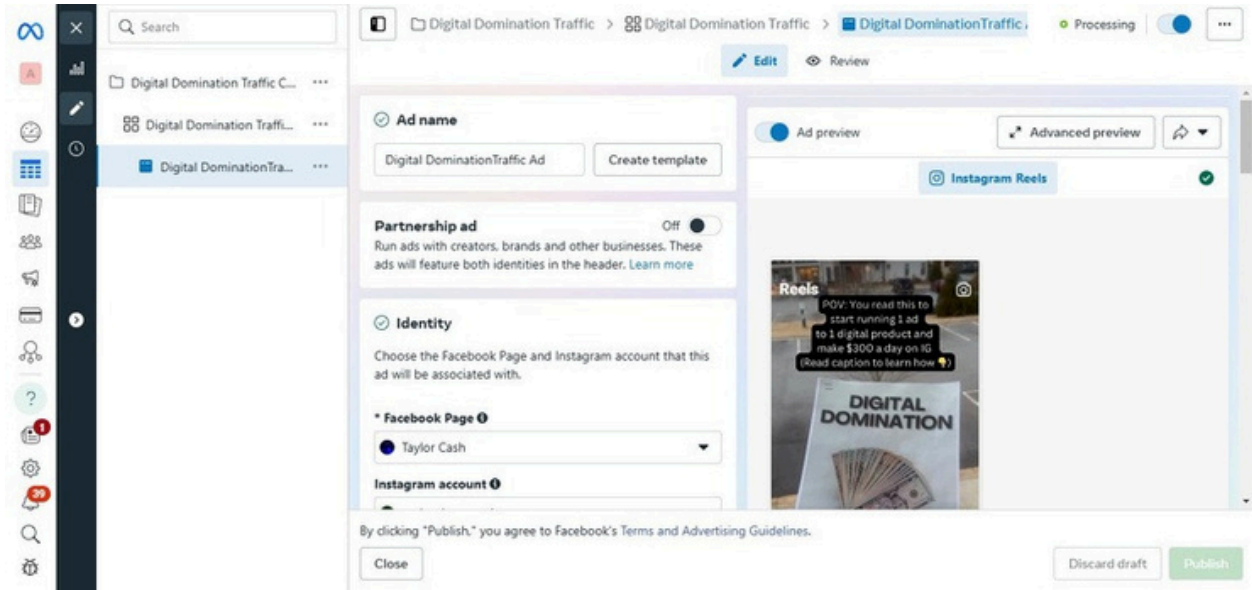 Search
Digital Domination Traffic C... ...
Digital Domination Traffi... ...
Digital DominationTra... ...
Digital Domination Traffic > Digital Domination Traffic > Digital DominationTraffic
Processing
...
Edit
Review
Ad name
Digital DominationTraffic Ad
Create template
Partnership ad
Off
Run ads with creators, brands and other businesses. These
ads will feature both identities in the header. Learn more
Identity
Choose the Facebook Page and Instagram account that this
ad will be associated with.
* Facebook Page
Taylor Cash
Instagram account
Ad preview
Advanced preview
Instagram Reels
Reels
POV: You read this to
start running 1 ad
to 1 digital product and
make $300 a day on IG
(Read caption to learn how 👇)
DIGITAL
DOMINATION
By clicking "Publish," you agree to Facebook's Terms and Advertising Guidelines.
Close
Discard draft
Publish
A
?
1
39